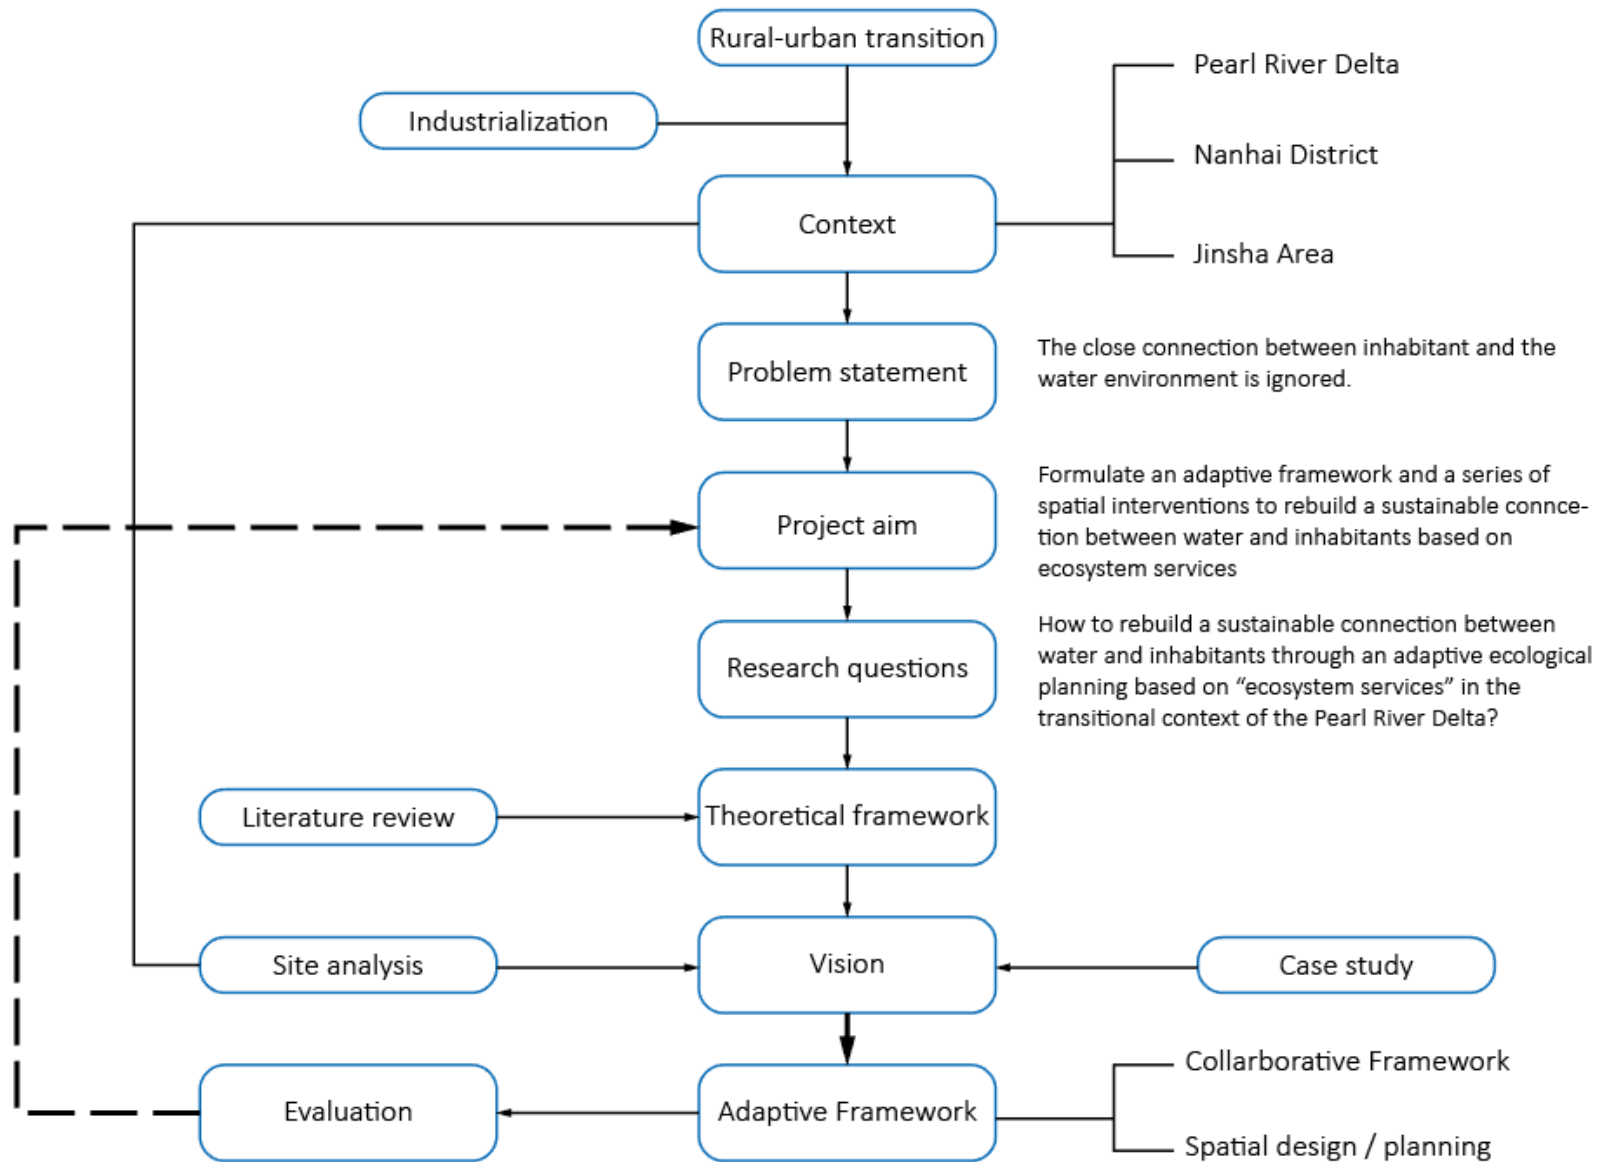 Rural-urban transition
Pearl River Delta
Industrialization
Nanhai District
Context
Jinsha Area
Problem statement
The close connection between inhabitant and the
water environment is ignored.
Project aim
Formulate an adaptive framework and a series of
spatial interventions to rebuild a sustainable connce-
tion between water and inhabitants based on
ecosystem services
Research questions
How to rebuild a sustainable connection between
water and inhabitants through an adaptive ecological
planning based on “ecosystem services” in the
transitional context of the Pearl River Delta?
Literature review
Theoretical framework
Site analysis
Vision
Case study
Evaluation
Adaptive Framework
Collarborative Framework
Spatial design / planning